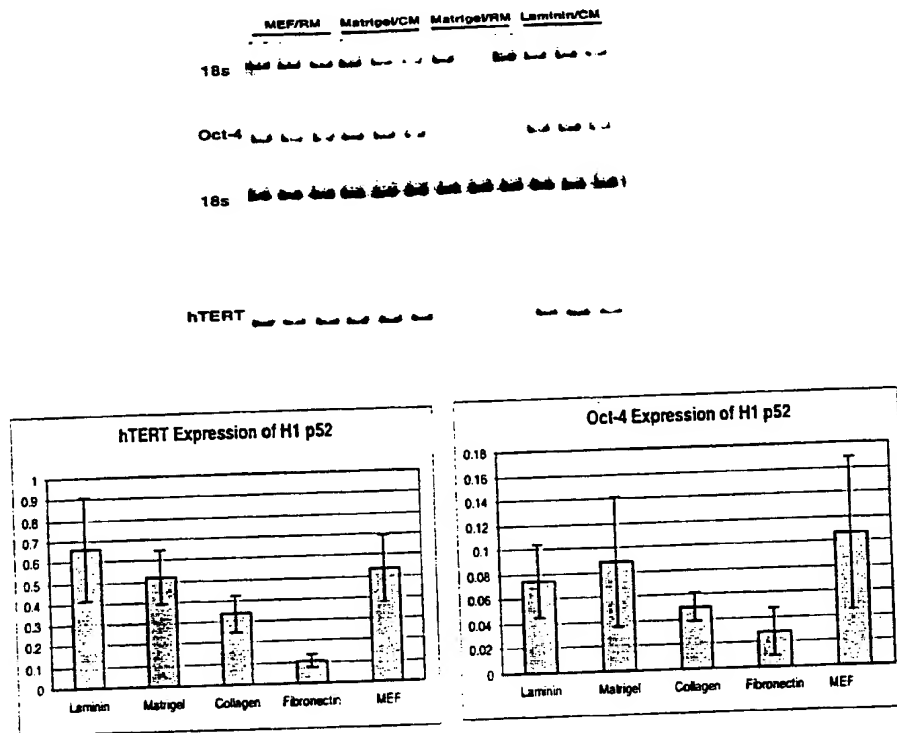 MEF/RM Matrigel/CM Matrigel/RM Laminin/CM
18s
Oct-4
18s
hTERT
hTERT Expression of H1 p52
1
0.9
0.8
0.7
0.6
0.5
0.4
0.3
0.2
0.1
0
Laminin Matrigel Collagen Fibronectin MEF
Oct-4 Expression of H1 p52
0.18
0.16
0.14
0.12
0.1
0.08
0.06
0.04
0.02
0
Laminin Matrigel Collagen Fibronectin MEF